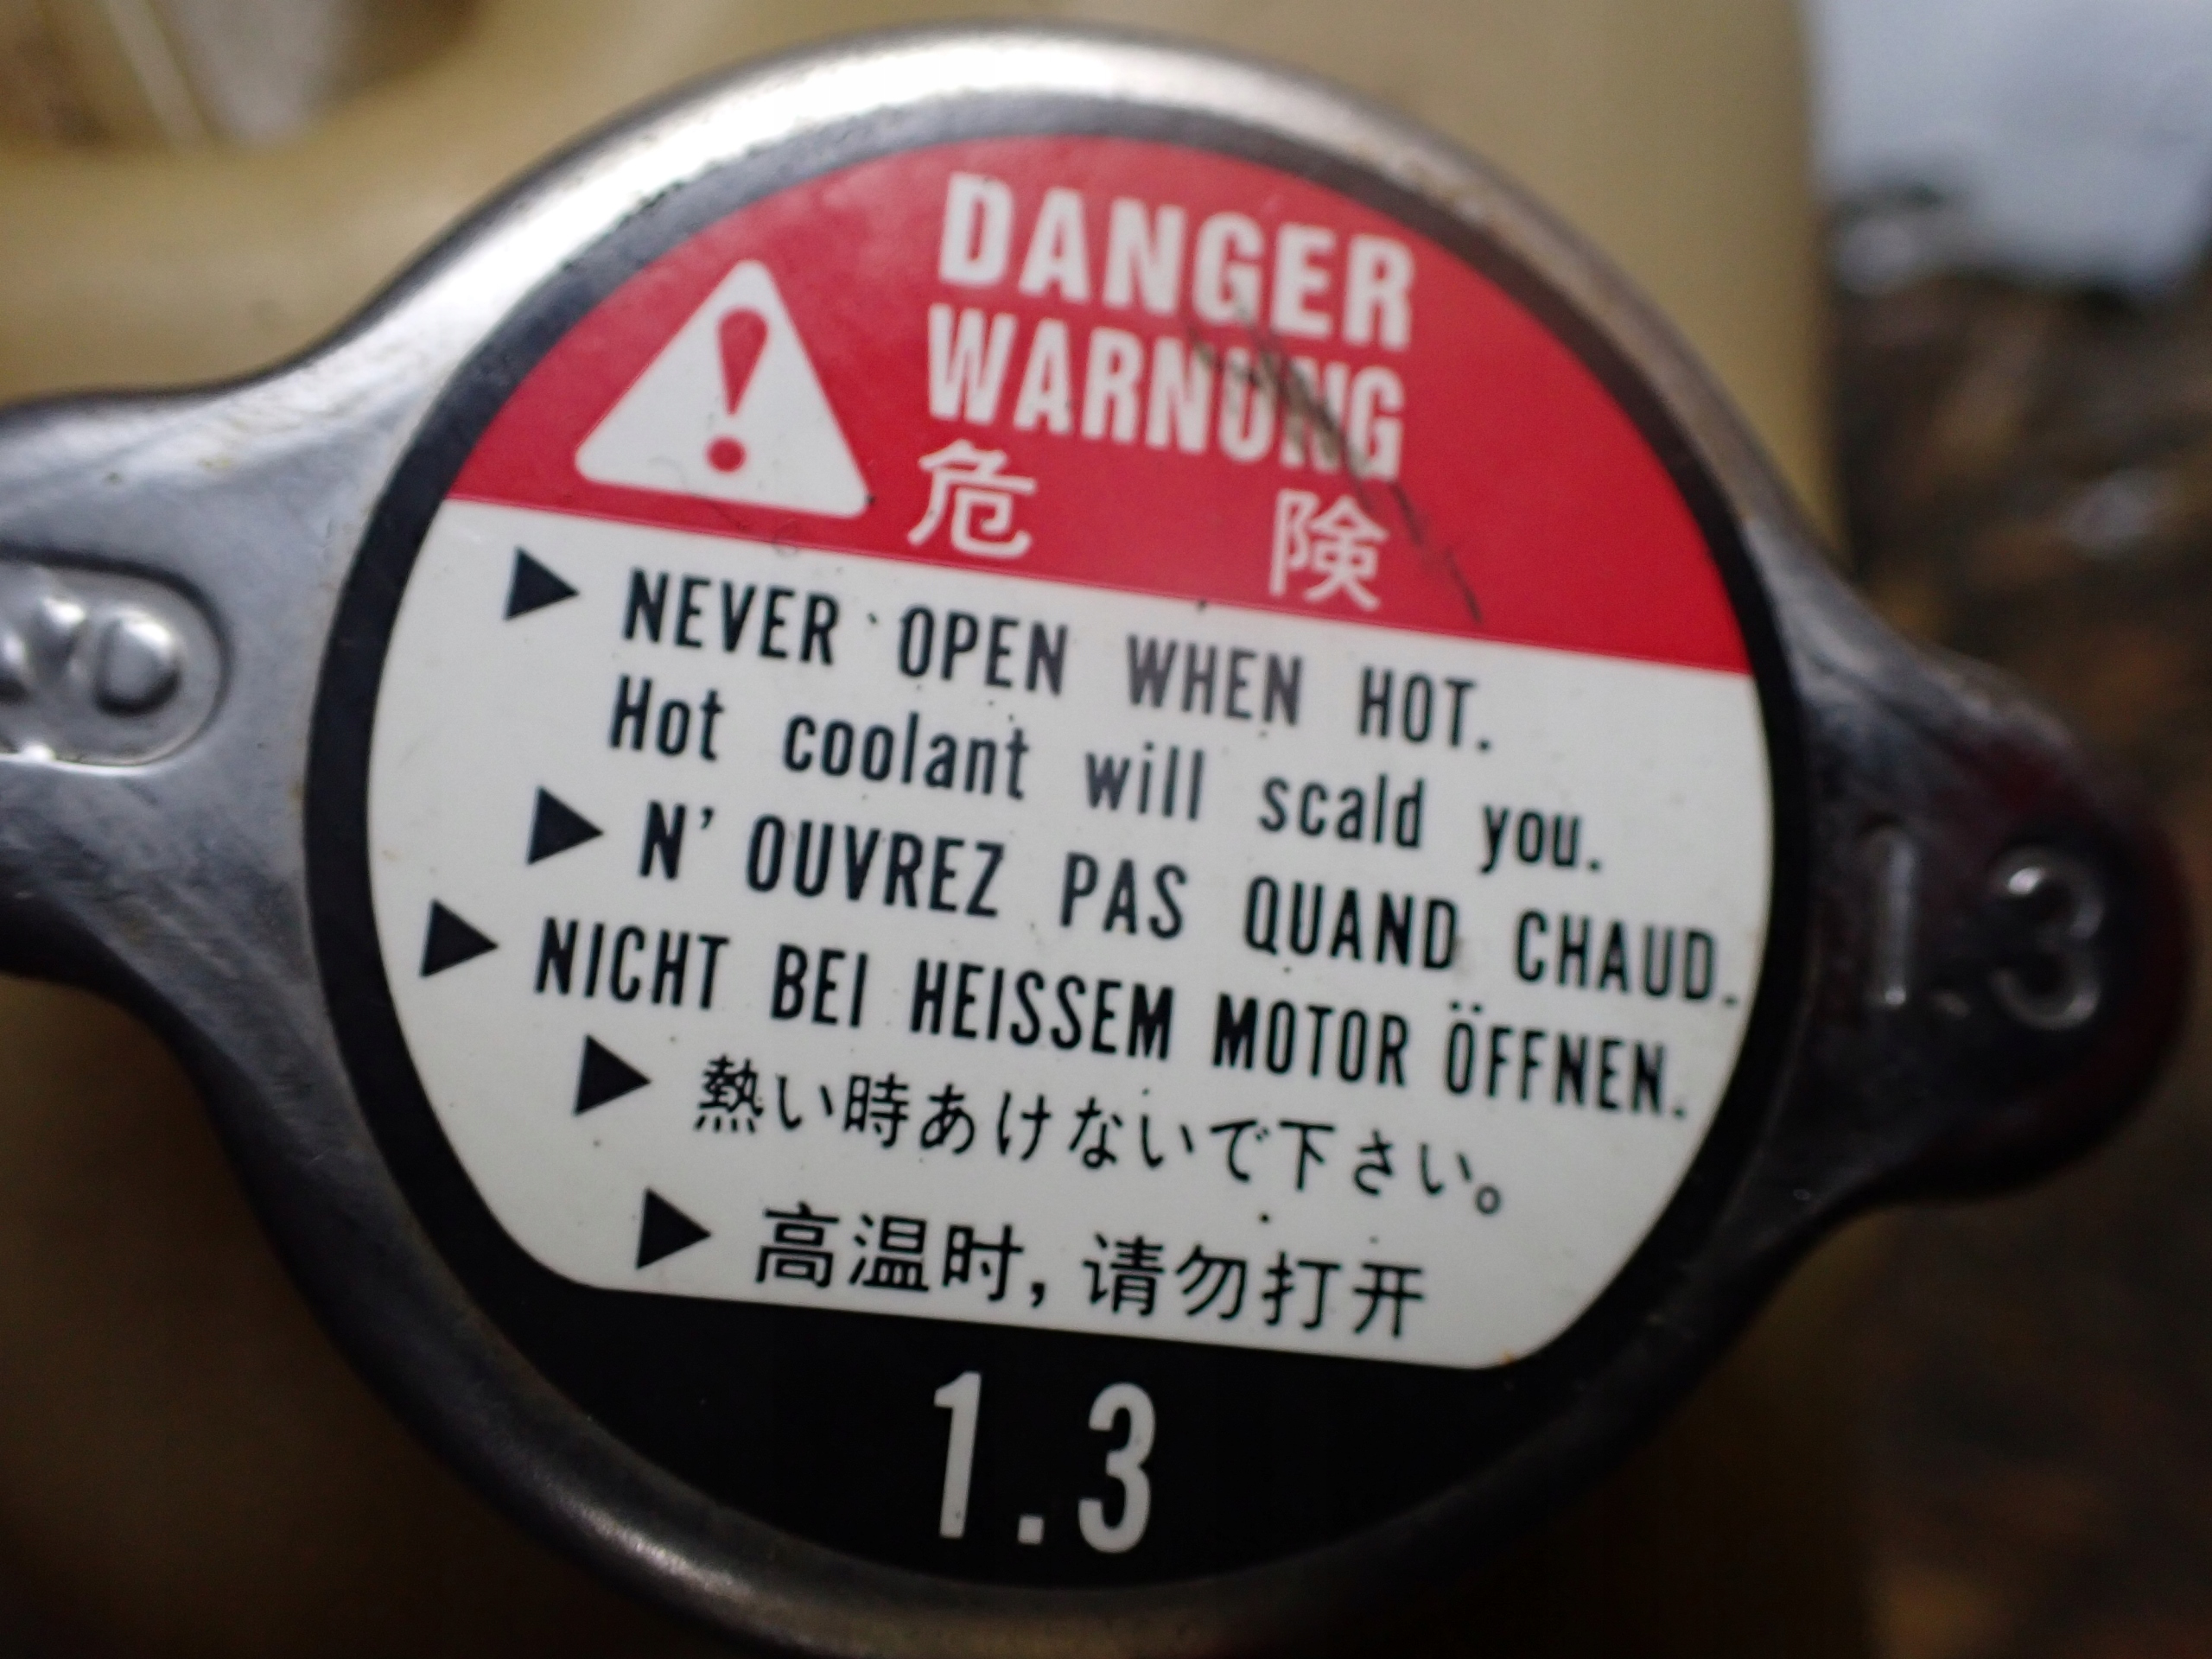 DANGER
WARNUNG
危険
NEVER OPEN WHEN HOT.
Hot coolant will scald you.
N' OUVREZ PAS QUAND CHAUD.
NICHT BEI HEISSEM MOTOR ÖFFNEN.
熱い時あけないで下さい。
高温时,请勿打开
1.3
1.3